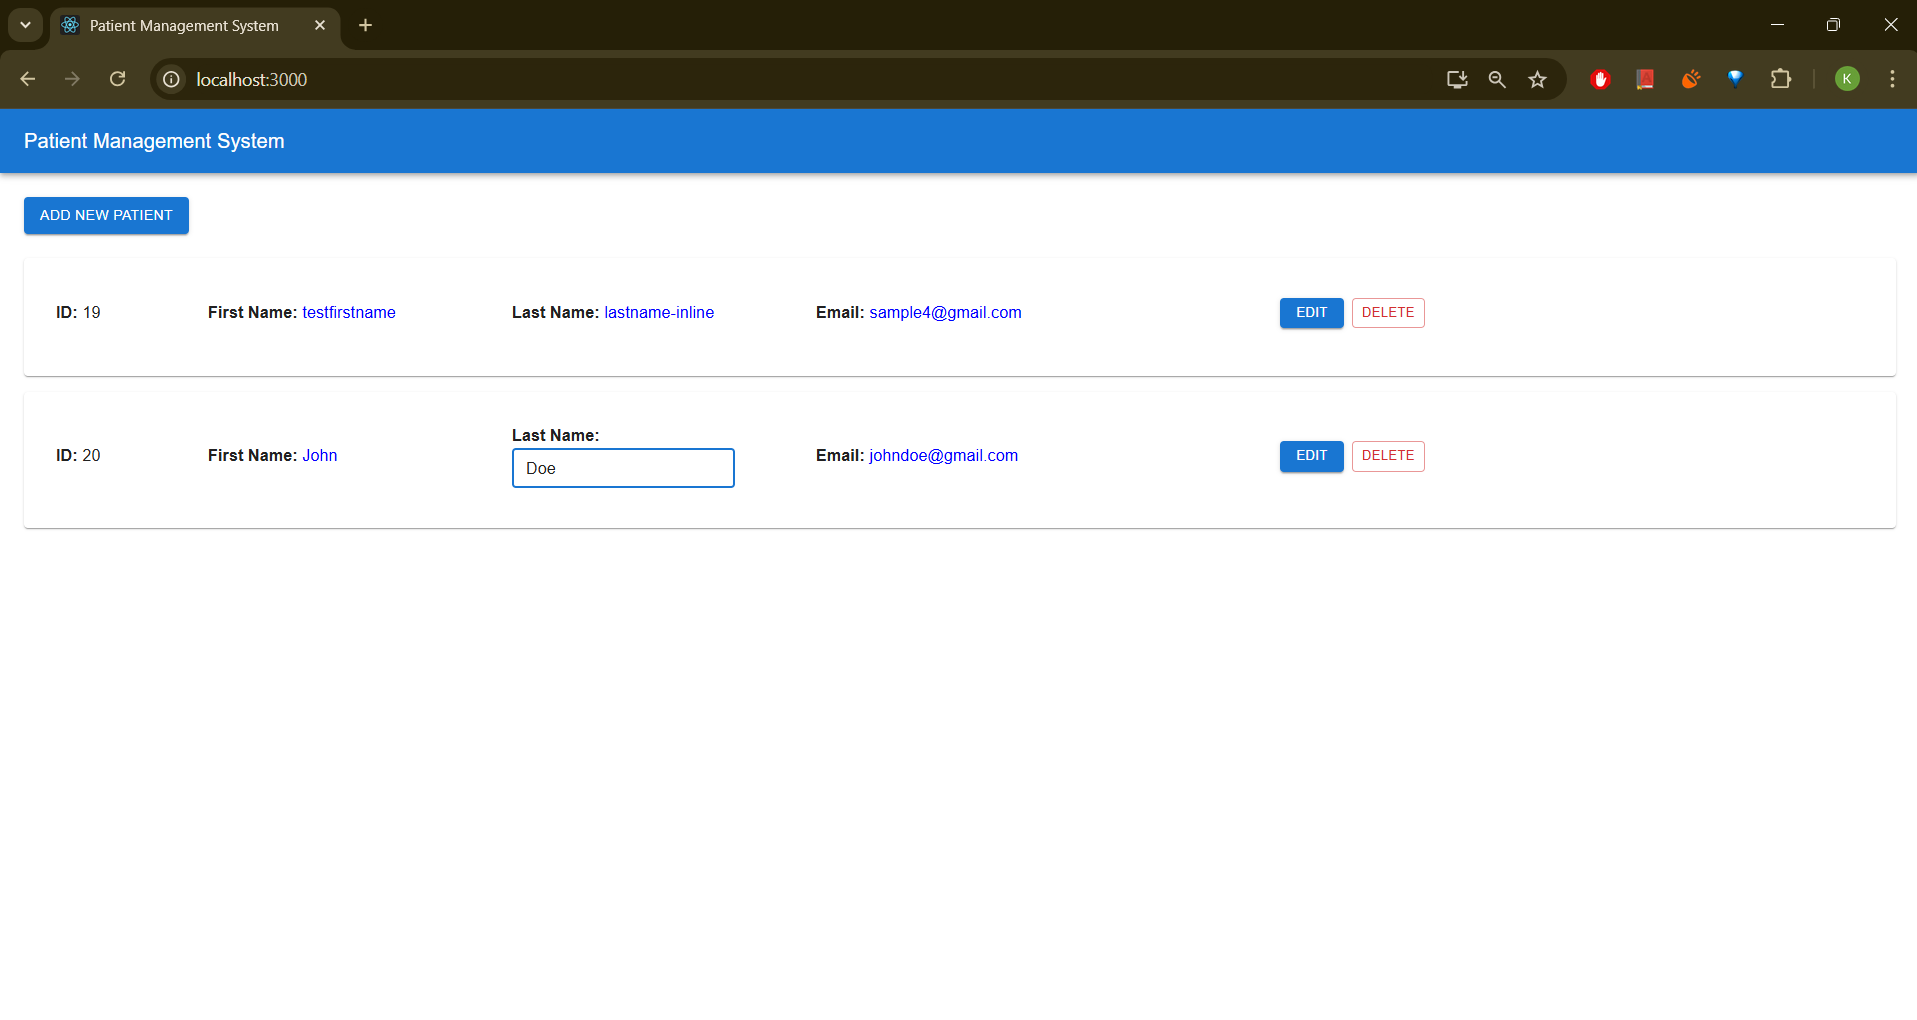 Patient Management System
localhost:3000
K
Patient Management System
ADD NEW PATIENT
ID: 19 First Name: testfirstname Last Name: lastname-inline Email: sample4@gmail.com EDIT DELETE
Last Name:
ID: 20 First Name: John Doe Email: johndoe@gmail.com EDIT DELETE